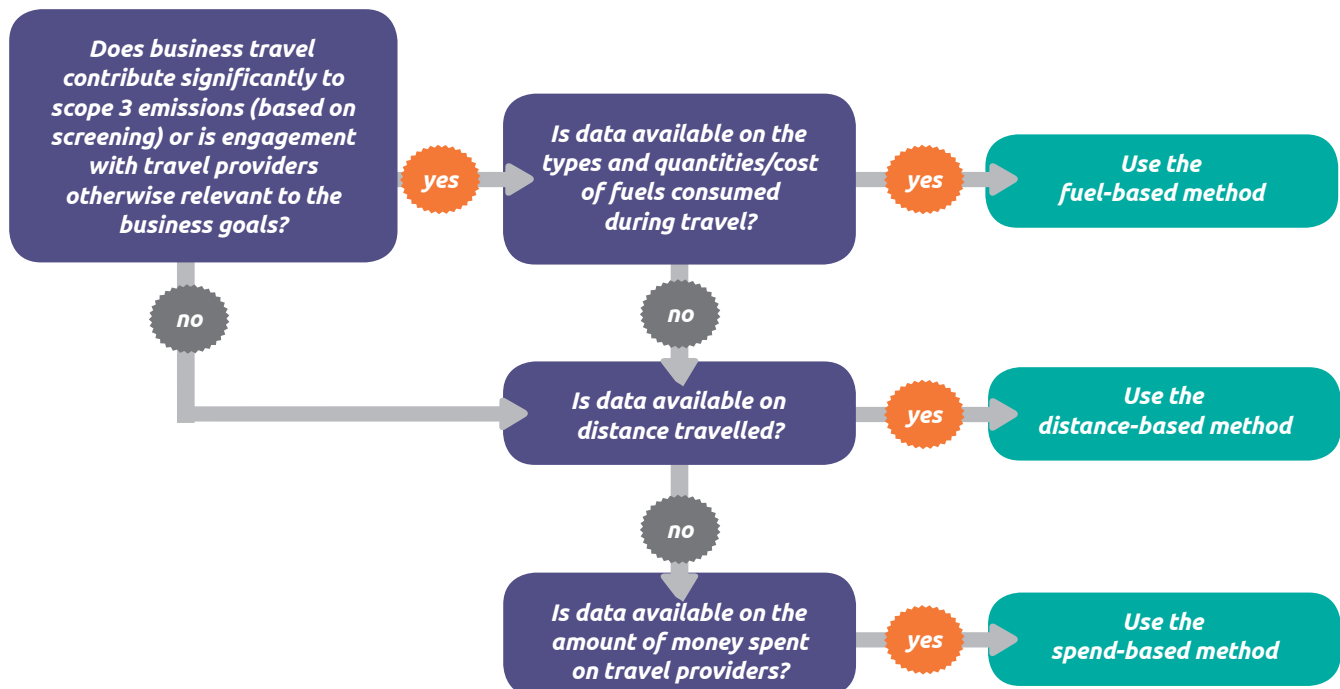 Does business travel
contribute significantly to
scope 3 emissions (based on
screening) or is engagement
with travel providers
otherwise relevant to the
business goals?
yes
Is data available on the
types and quantities/cost
of fuels consumed
during travel?
yes
Use the
fuel-based method
no
no
Is data available on
distance travelled?
yes
Use the
distance-based method
no
Is data available on the
amount of money spent
on travel providers?
yes
Use the
spend-based method